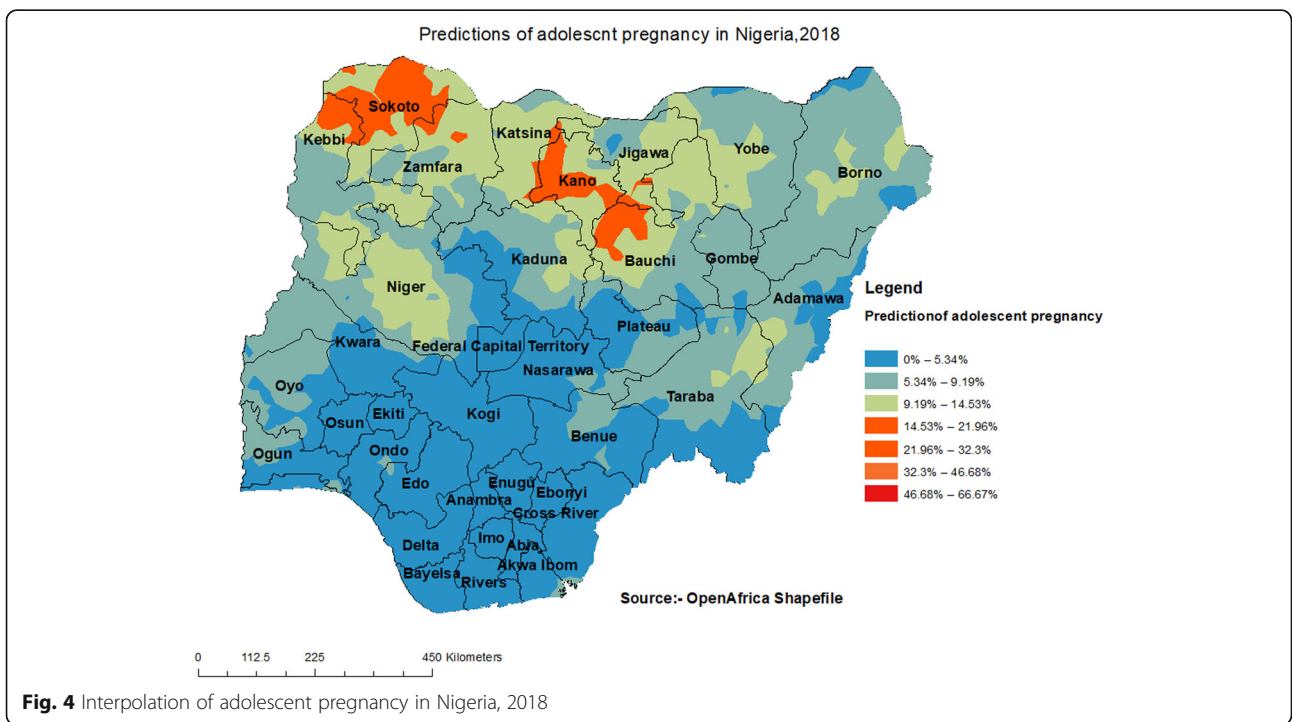 Predictions of adolescnt pregnancy in Nigeria,2018
Sokoto
Kebbi
Katsina
Zamfara
Jigawa
Yobe
Kano
Borno
Kaduna
Bauchi
Gombe
Niger
Adamawa
Plateau
Kwara
Federal Capital Territory
Nasarawa
Oyo
Taraba
Ekiti
Kogi
Osun
Benue
Ogun
Ondo
Edo
Enugu
Anambra
Ebonyi
Cross River
Delta
Imo
Abia
Akwa Ibom
Bayelsa
Rivers
Legend
Predictionof adolescent pregnancy
0% – 5.34%
5.34% – 9.19%
9.19% – 14.53%
14.53% – 21.96%
21.96% – 32.3%
32.3% – 46.68%
46.68% – 66.67%
Source:- OpenAfrica Shapefile
0 112.5 225 450 Kilometers
Fig. 4 Interpolation of adolescent pregnancy in Nigeria, 2018